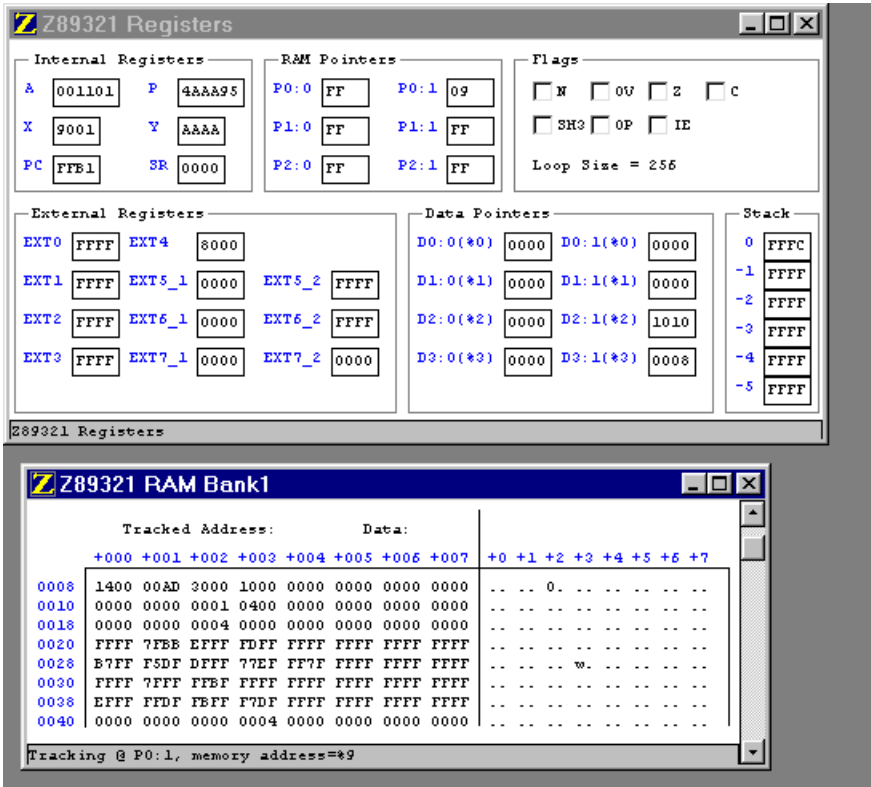 Z89321 Registers
Internal Registers RAM Pointers Flags
A 001101 P 4AAA95 P0:0 FF P0:1 09 N OV Z C
X 9001 Y AAAA P1:0 FF P1:1 FF SH3 OP IE
PC FFB1 SR 0000 P2:0 FF P2:1 FF Loop Size = 256
External Registers Data Pointers Stack
EXT0 FFFF EXT4 8000 D0:0(%0) 0000 D0:1(%0) 0000 0 FFFC
EXT1 FFFF EXT5_1 0000 EXT5_2 FFFF D1:0(%1) 0000 D1:1(%1) 0000 -1 FFFF
-2 FFFF
EXT2 FFFF EXT6_1 0000 EXT6_2 FFFF D2:0(%2) 0000 D2:1(%2) 1010 -3 FFFF
EXT3 FFFF EXT7_1 0000 EXT7_2 0000 D3:0(%3) 0000 D3:1(%3) 0008 -4 FFFF
-5 FFFF
Z89321 Registers
Z89321 RAM Bank1
Tracked Address: Data:
+000 +001 +002 +003 +004 +005 +006 +007 +0 +1 +2 +3 +4 +5 +6 +7
0008 1400 00AD 3000 1000 0000 0000 0000 0000 .. .. 0. .. .. .. .. ..
0010 0000 0000 0001 0400 0000 0000 0000 0000 .. .. .. .. .. .. .. ..
0018 0000 0000 0004 0000 0000 0000 0000 0000 .. .. .. .. .. .. .. ..
0020 FFFF 7FBB EFFF FDFF FFFF FFFF FFFF FFFF .. .. .. .. .. .. .. ..
0028 B7FF F5DF DFFF 77EF FF7F FFFF FFFF FFFF .. .. .. w. .. .. .. ..
0030 FFFF 7FFF FFBF FFFF FFFF FFFF FFFF FFFF .. .. .. .. .. .. .. ..
0038 EFFF FFDF FBFF F7DF FFFF FFFF FFFF FFFF .. .. .. .. .. .. .. ..
0040 0000 0000 0000 0004 0000 0000 0000 0000 .. .. .. .. .. .. .. ..
Tracking @ P0:1, memory address=%9